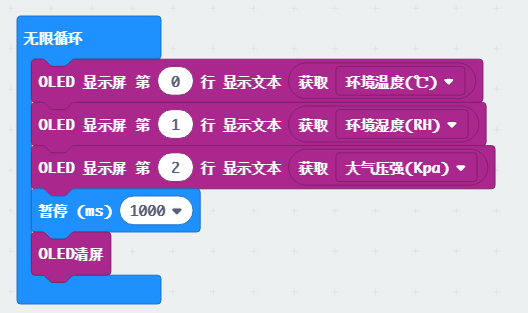 无限循环
OLED 显示屏 第 0 行 显示文本 获取 环境温度(℃)
OLED 显示屏 第 1 行 显示文本 获取 环境湿度(RH)
OLED 显示屏 第 2 行 显示文本 获取 大气压强(Kpa)
暂停 (ms) 1000
OLED清屏